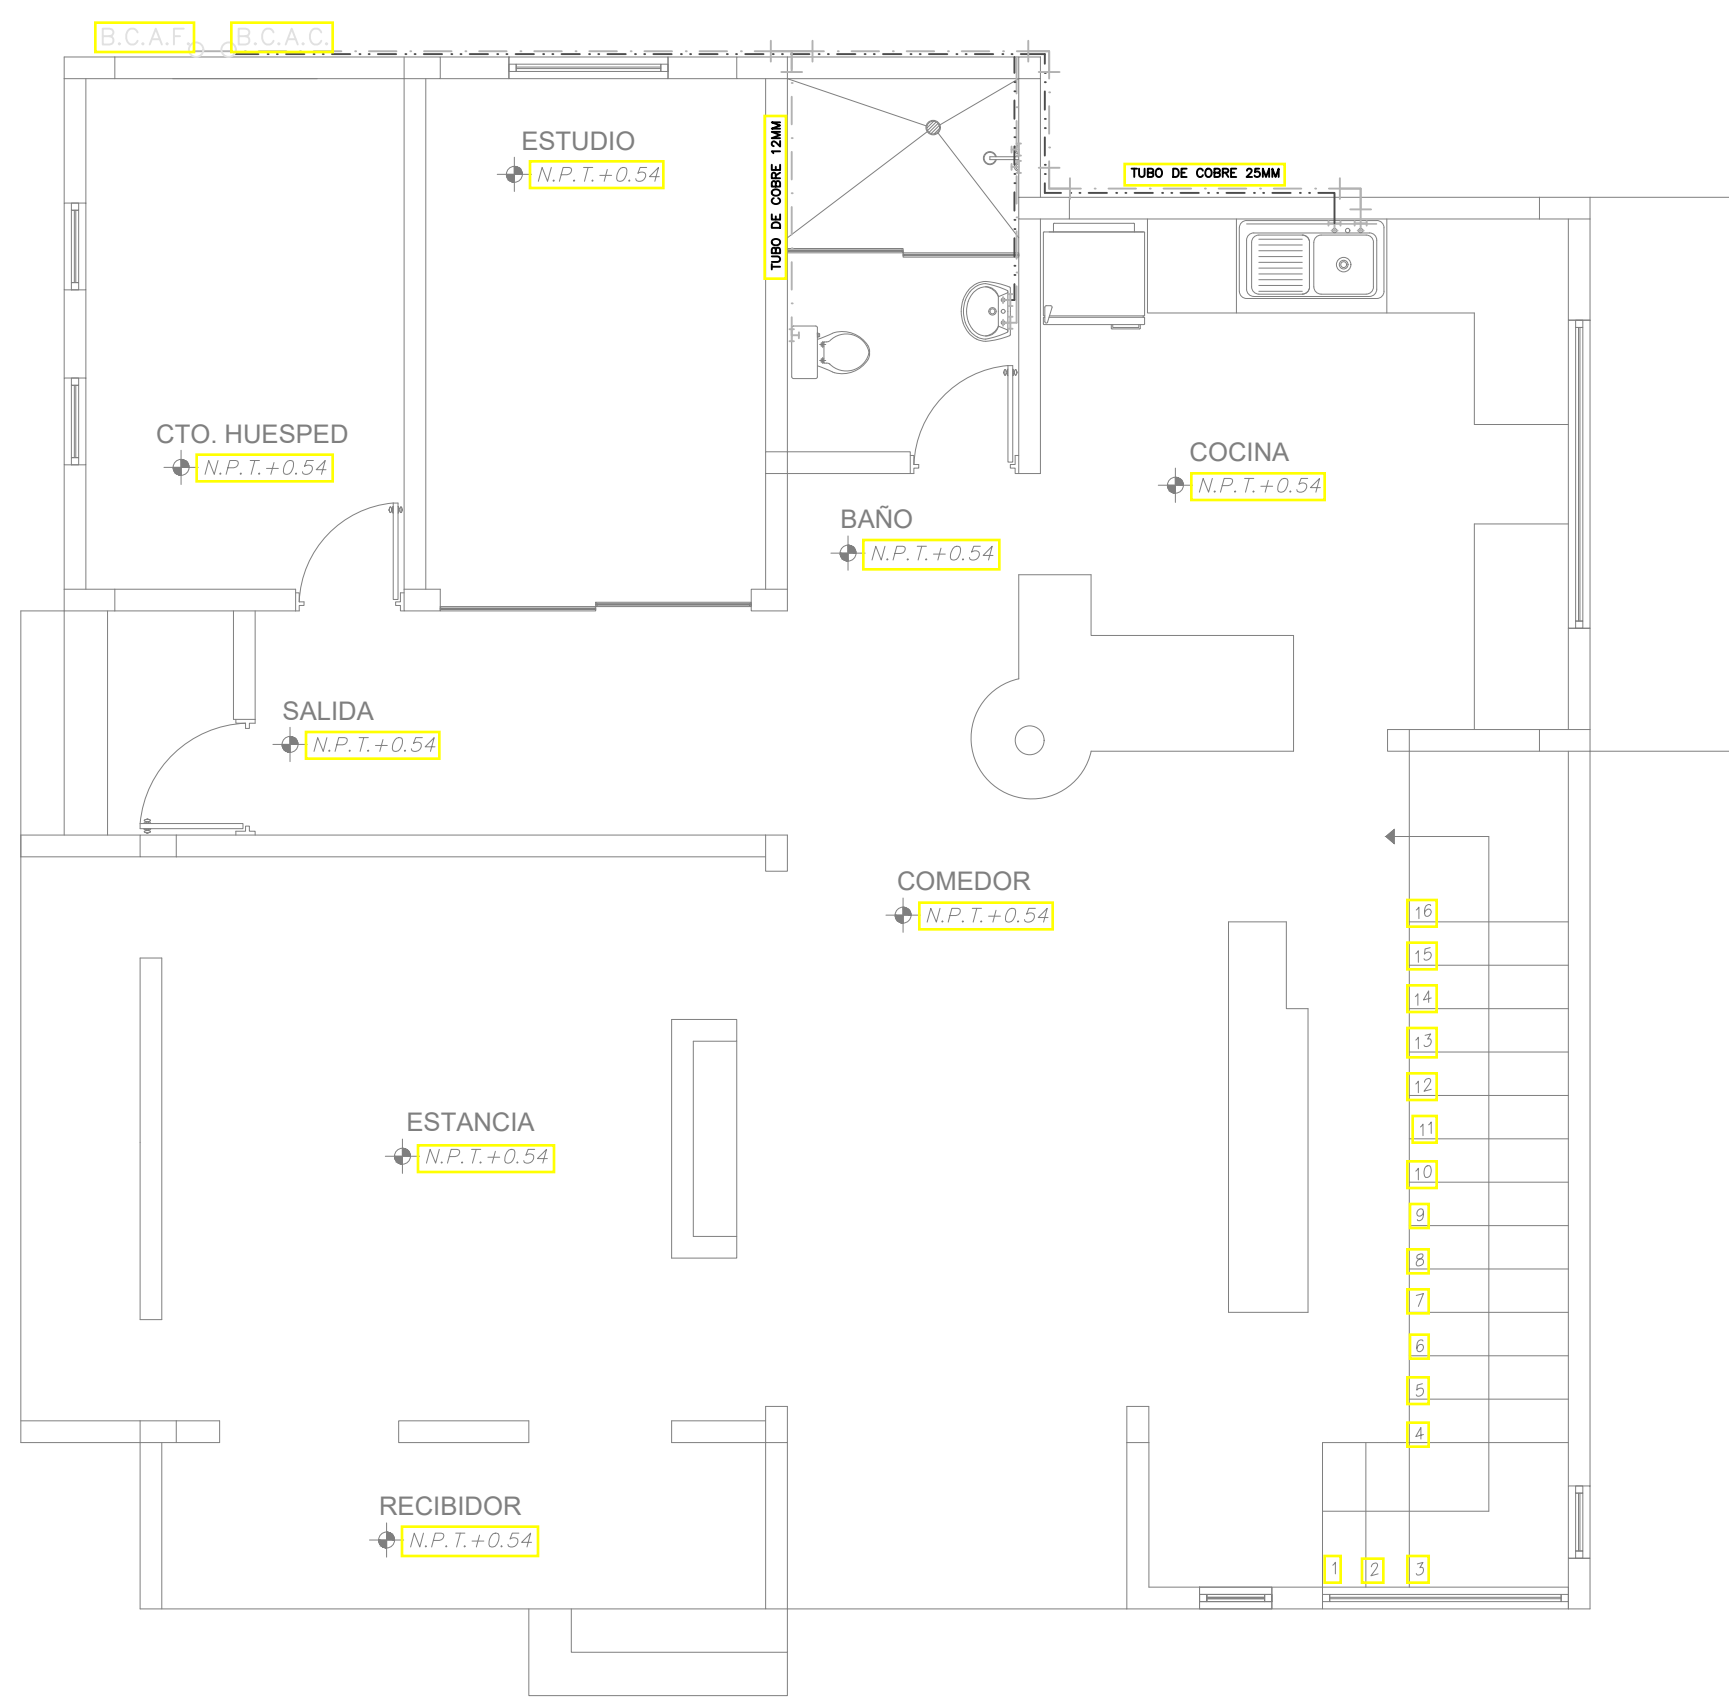 B.C.A.F.
B.C.A.C.
ESTUDIO
N.P.T.+0.54
TUBO DE COBRE 12MM
TUBO DE COBRE 25MM
CTO. HUESPED
N.P.T.+0.54
COCINA
N.P.T.+0.54
BAÑO
N.P.T.+0.54
SALIDA
N.P.T.+0.54
COMEDOR
N.P.T.+0.54
16
15
14
13
12
11
10
9
8
7
6
5
4
ESTANCIA
N.P.T.+0.54
RECIBIDOR
N.P.T.+0.54
1
2
3